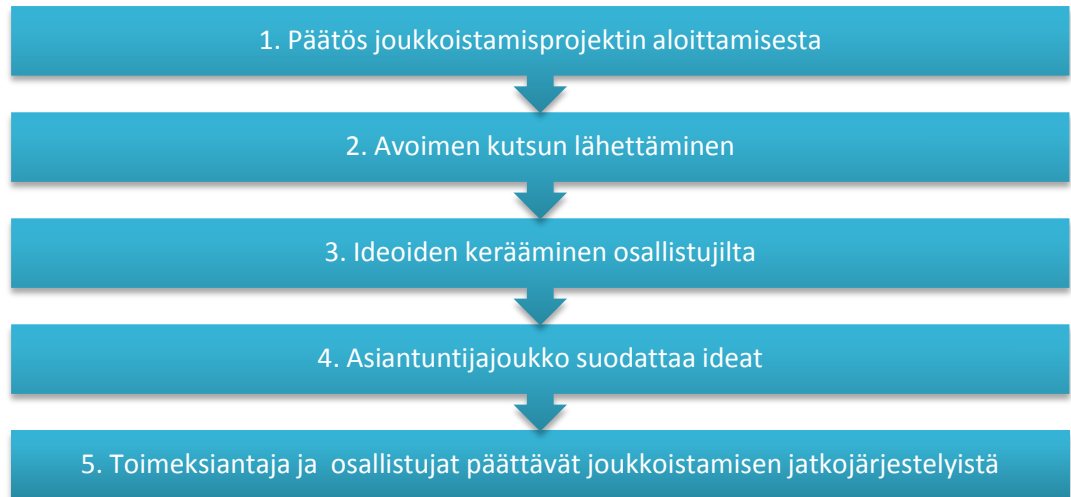 1. Päätös joukkoistamisprojektin aloittamisesta
2. Avoimen kutsun lähettäminen
3. Ideoiden kerääminen osallistujilta
4. Asiantuntijajoukko suodattaa ideat
5. Toimeksiantaja ja  osallistujat päättävät joukkoistamisen jatkojärjestelyistä